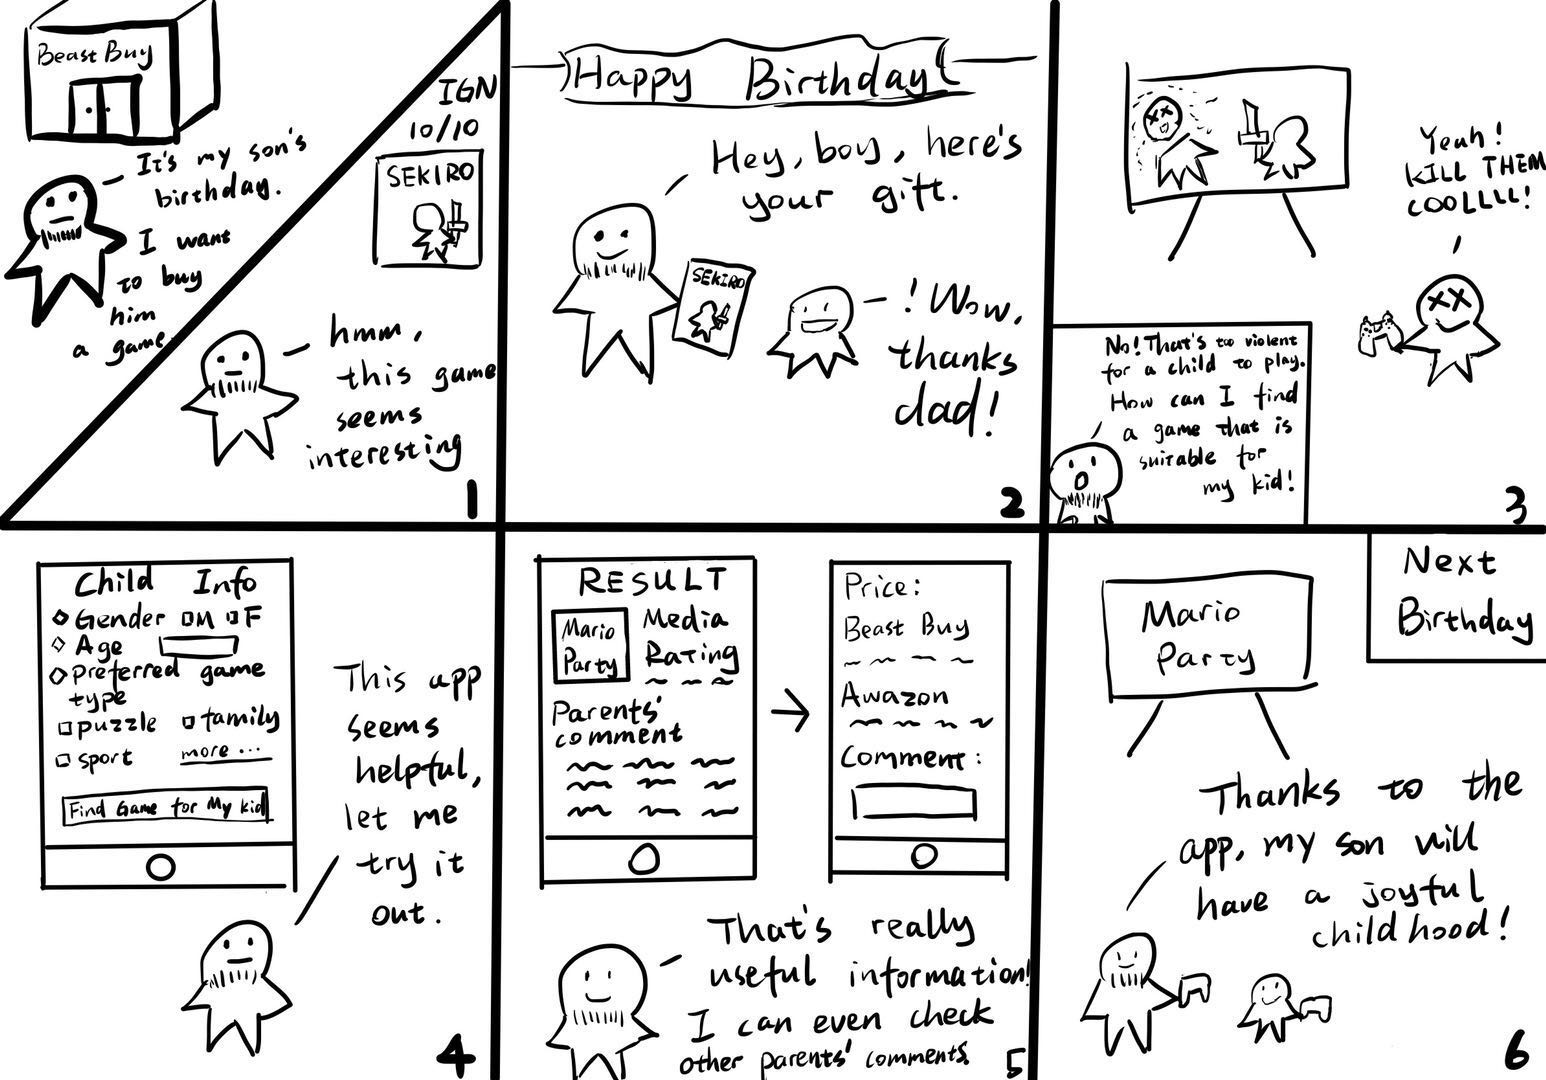 Beast Buy
It's my son's
birthday.
I want
to buy
him
a game.
IGN
10/10
SEKIRO
hmm,
this game
seems
interesting
1
Happy Birthday
Hey, boy, here's
your gift.
SEKIRO
! Wow,
thanks
dad!
2
Yeah!
KILL THEM
COOLLLL!
No! That's too violent
for a child to play.
How can I find
a game that is
suitable for
my kid!
3
Child Info
Gender M F
Age
Preferred game
type
puzzle family
sport more ...
Find Game for My kid
This app
seems
helpful,
let me
try it
out.
4
RESULT
Mario
Party
Media
Rating
Parents'
comment
Price:
Beast Buy
Awazon
Comment:
That's really
useful information!
I can even check
other parents' comments.
5
Next
Birthday
Mario
Party
Thanks to the
app, my son will
have a joyful
childhood!
6